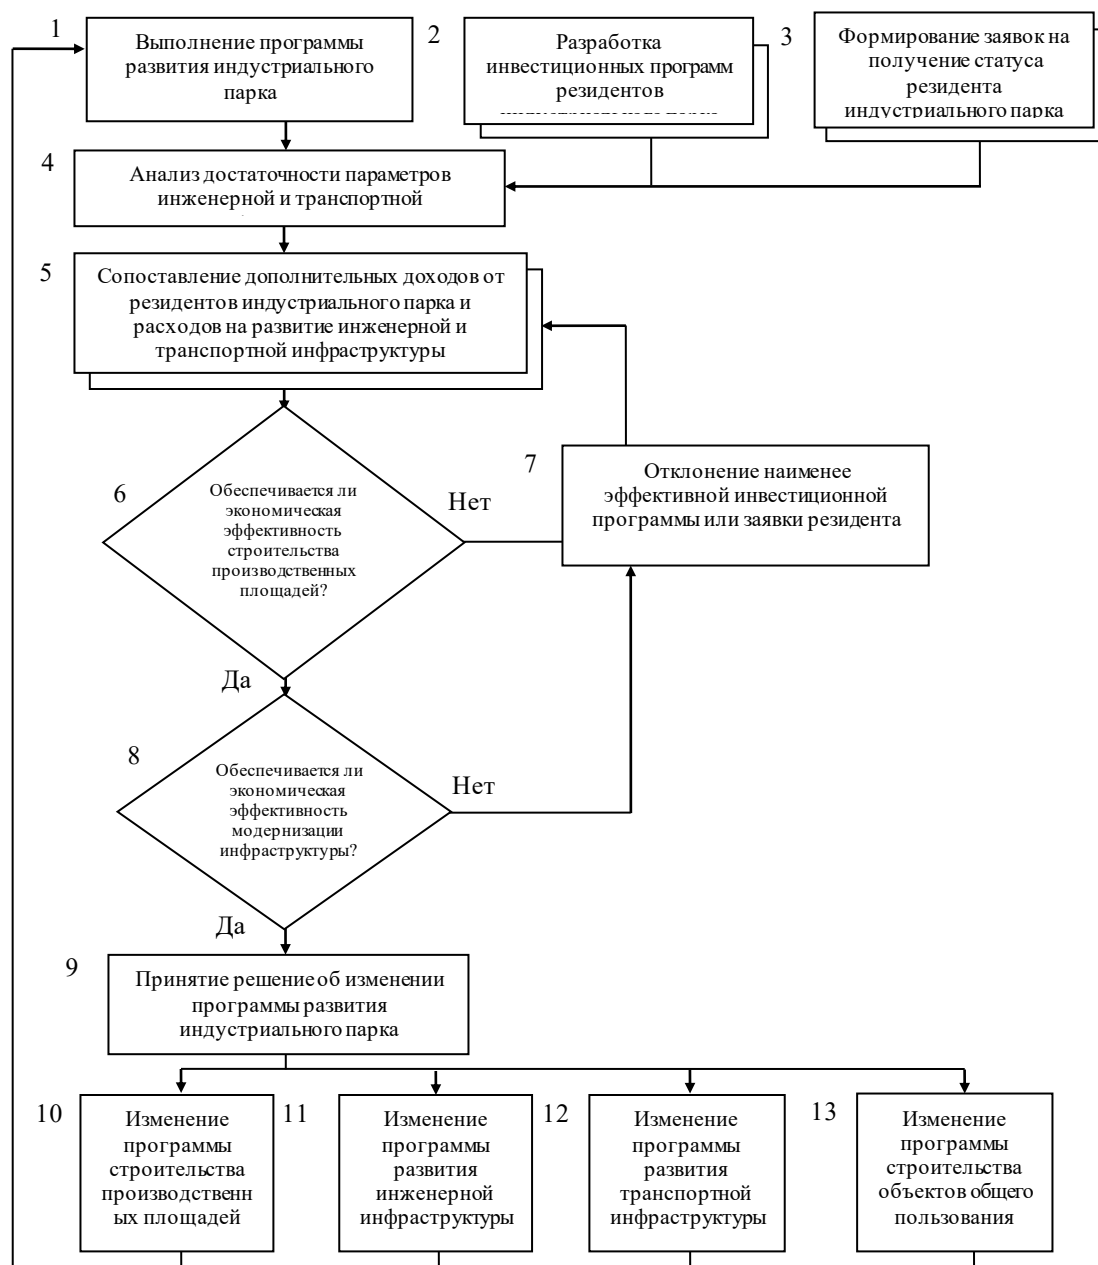 1
Выполнение программы
развития индустриального
парка
2
Разработка
инвестиционных программ
резидентов
3
Формирование заявок на
получение статуса
резидента
индустриального парка
4
Анализ достаточности параметров
инженерной и транспортной
5
Сопоставление дополнительных доходов от
резидентов индустриального парка и
расходов на развитие инженерной и
транспортной инфраструктуры
6
Обеспечивается ли
экономическая
эффективность
строительства
производственных
площадей?
Нет
7
Отклонение наименее
эффективной инвестиционной
программы или заявки резидента
Да
8
Обеспечивается ли
экономическая
эффективность
модернизации
инфраструктуры?
Нет
Да
9
Принятие решение об изменении
программы развития
индустриального парка
10
Изменение
программы
строительства
производственн
ых площадей
11
Изменение
программы
развития
инженерной
инфраструктуры
12
Изменение
программы
развития
транспортной
инфраструктуры
13
Изменение
программы
строительства
объектов общего
пользования